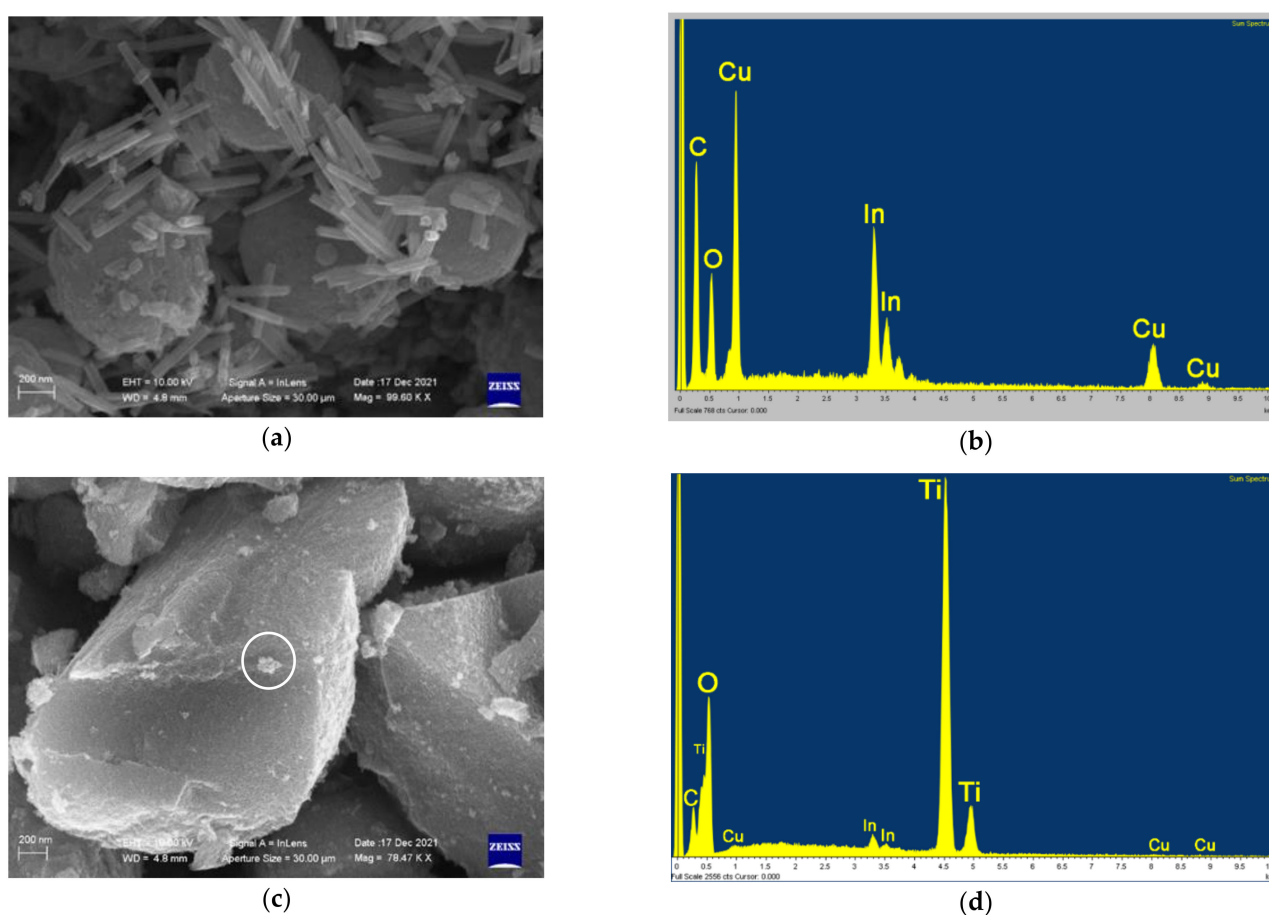 Sum Spectru
Cu
C
In
O
In
Cu
Cu
200 nm
EHT = 10.00 kV Signal A = InLens Date :17 Dec 2021
WD = 4.8 mm Aperture Size = 30.00 µm Mag = 99.60 K X
ZEISS
0 0.5 1 1.5 2 2.5 3 3.5 4 4.5 5 5.5 6 6.5 7 7.5 8 8.5 9 9.5 10
Full Scale 768 cts Cursor: 0.000
(a)
(b)
Sum Spectru
Ti
O
Ti
C
Ti
In
In
Cu
Cu
Cu
200 nm
EHT = 10.00 kV Signal A = InLens Date :17 Dec 2021
WD = 4.8 mm Aperture Size = 30.00 µm Mag = 78.47 K X
ZEISS
0 0.5 1 1.5 2 2.5 3 3.5 4 4.5 5 5.5 6 6.5 7 7.5 8 8.5 9 9.5
Full Scale 2556 cts Cursor: 0.000
(c)
(d)